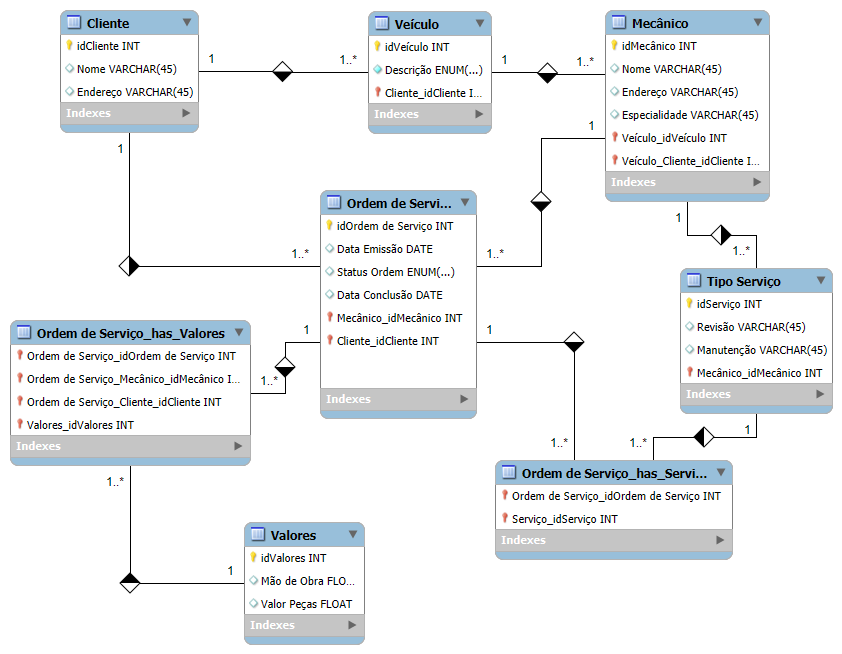 Cliente
idCliente INT
Nome VARCHAR(45)
Endereço VARCHAR(45)
Indexes
1
1..*
Veículo
idVeículo INT
Descrição ENUM(...)
Cliente_idCliente I...
Indexes
1
1..*
Mecânico
idMecânico INT
Nome VARCHAR(45)
Endereço VARCHAR(45)
Especialidade VARCHAR(45)
Veículo_idVeículo INT
Veículo_Cliente_idCliente I...
Indexes
1
1
1..*
1..*
1
1..*
Ordem de Servi...
idOrdem de Serviço INT
Data Emissão DATE
Status Ordem ENUM(...)
Data Conclusão DATE
Mecânico_idMecânico INT
Cliente_idCliente INT
Indexes
Tipo Serviço
idServiço INT
Revisão VARCHAR(45)
Manutenção VARCHAR(45)
Mecânico_idMecânico INT
Indexes
1
1
1..*
Ordem de Serviço_has_Valores
Ordem de Serviço_idOrdem de Serviço INT
Ordem de Serviço_Mecânico_idMecânico I...
Ordem de Serviço_Cliente_idCliente INT
Valores_idValores INT
Indexes
1..*
1..*
1
Ordem de Serviço_has_Servi...
Ordem de Serviço_idOrdem de Serviço INT
Serviço_idServiço INT
Indexes
1..*
1
Valores
idValores INT
Mão de Obra FLO...
Valor Peças FLOAT
Indexes